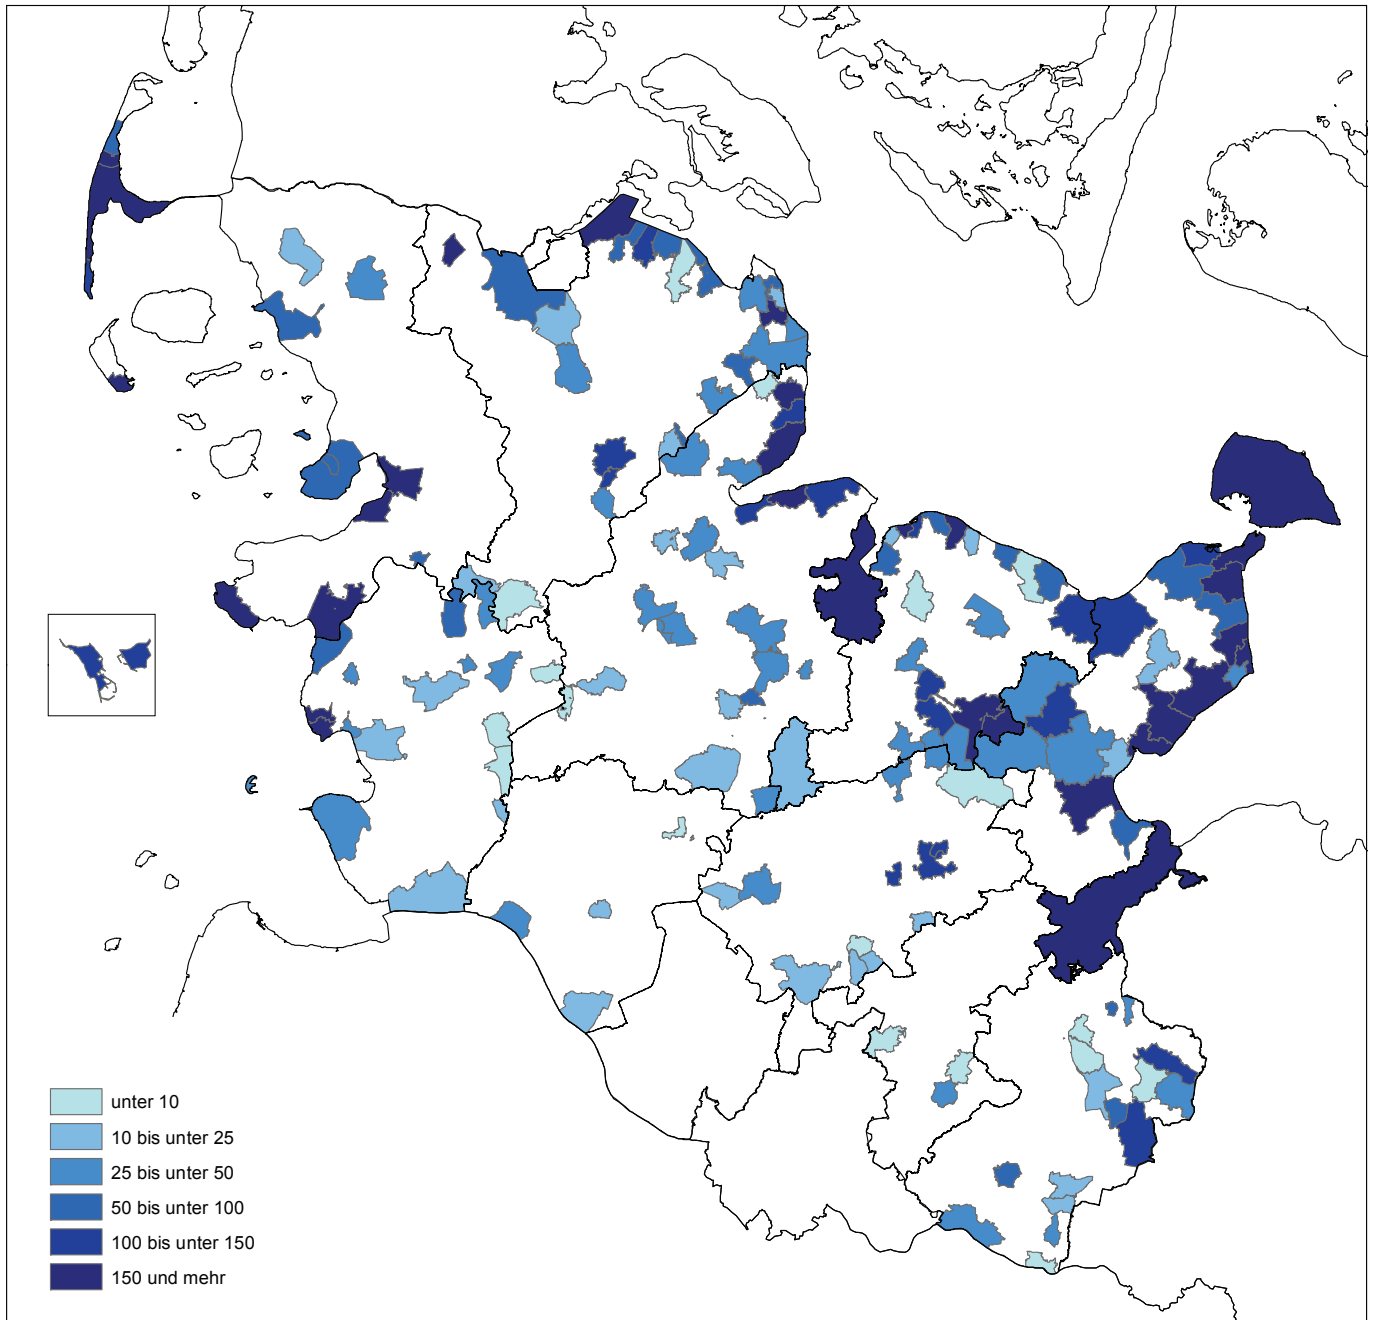 unter 10
10 bis unter 25
25 bis unter 50
50 bis unter 100
100 bis unter 150
150 und mehr